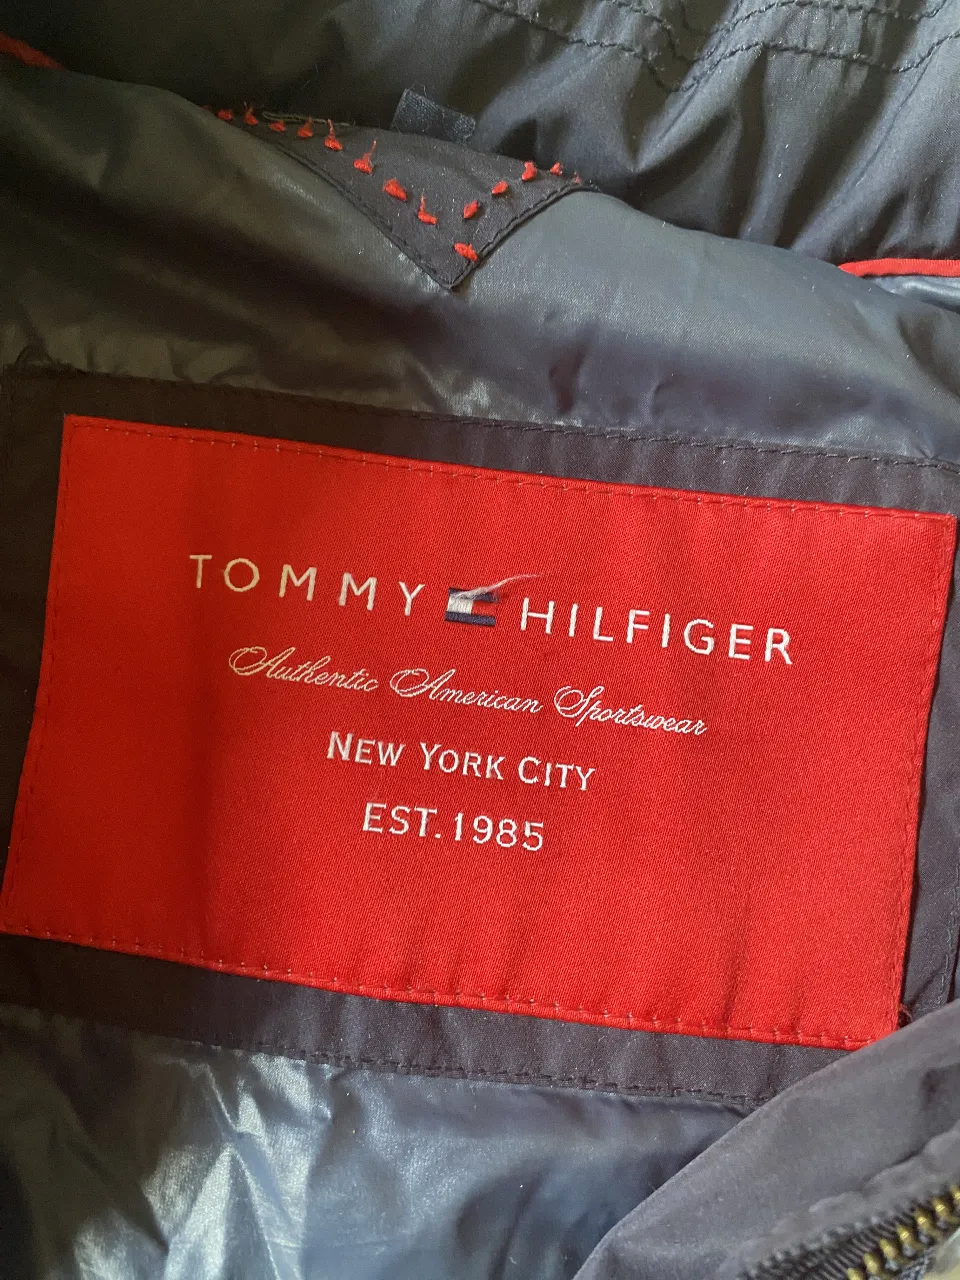 TOMMY HILFIGER
Authentic American Sportswear
NEW YORK CITY
EST. 1985